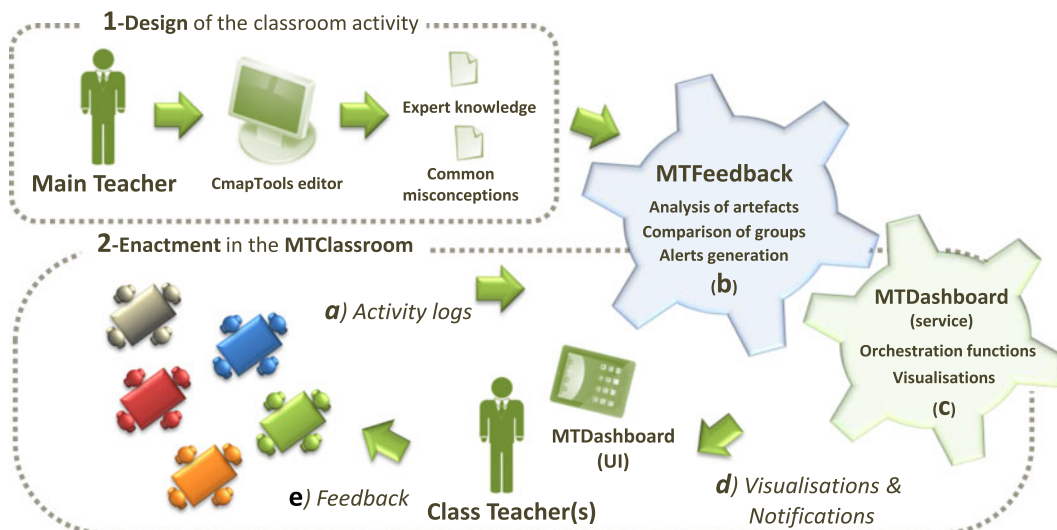 1-Design of the classroom activity
Main Teacher
CmapTools editor
Expert knowledge
Common
misconceptions
MTFeedback
Analysis of artefacts
Comparison of groups
Alerts generation
(b)
2-Enactment in the MTClassroom
a) Activity logs
MTDashboard
(service)
Orchestration functions
Visualisations
(c)
MTDashboard
(UI)
d) Visualisations &
Notifications
Class Teacher(s)
e) Feedback